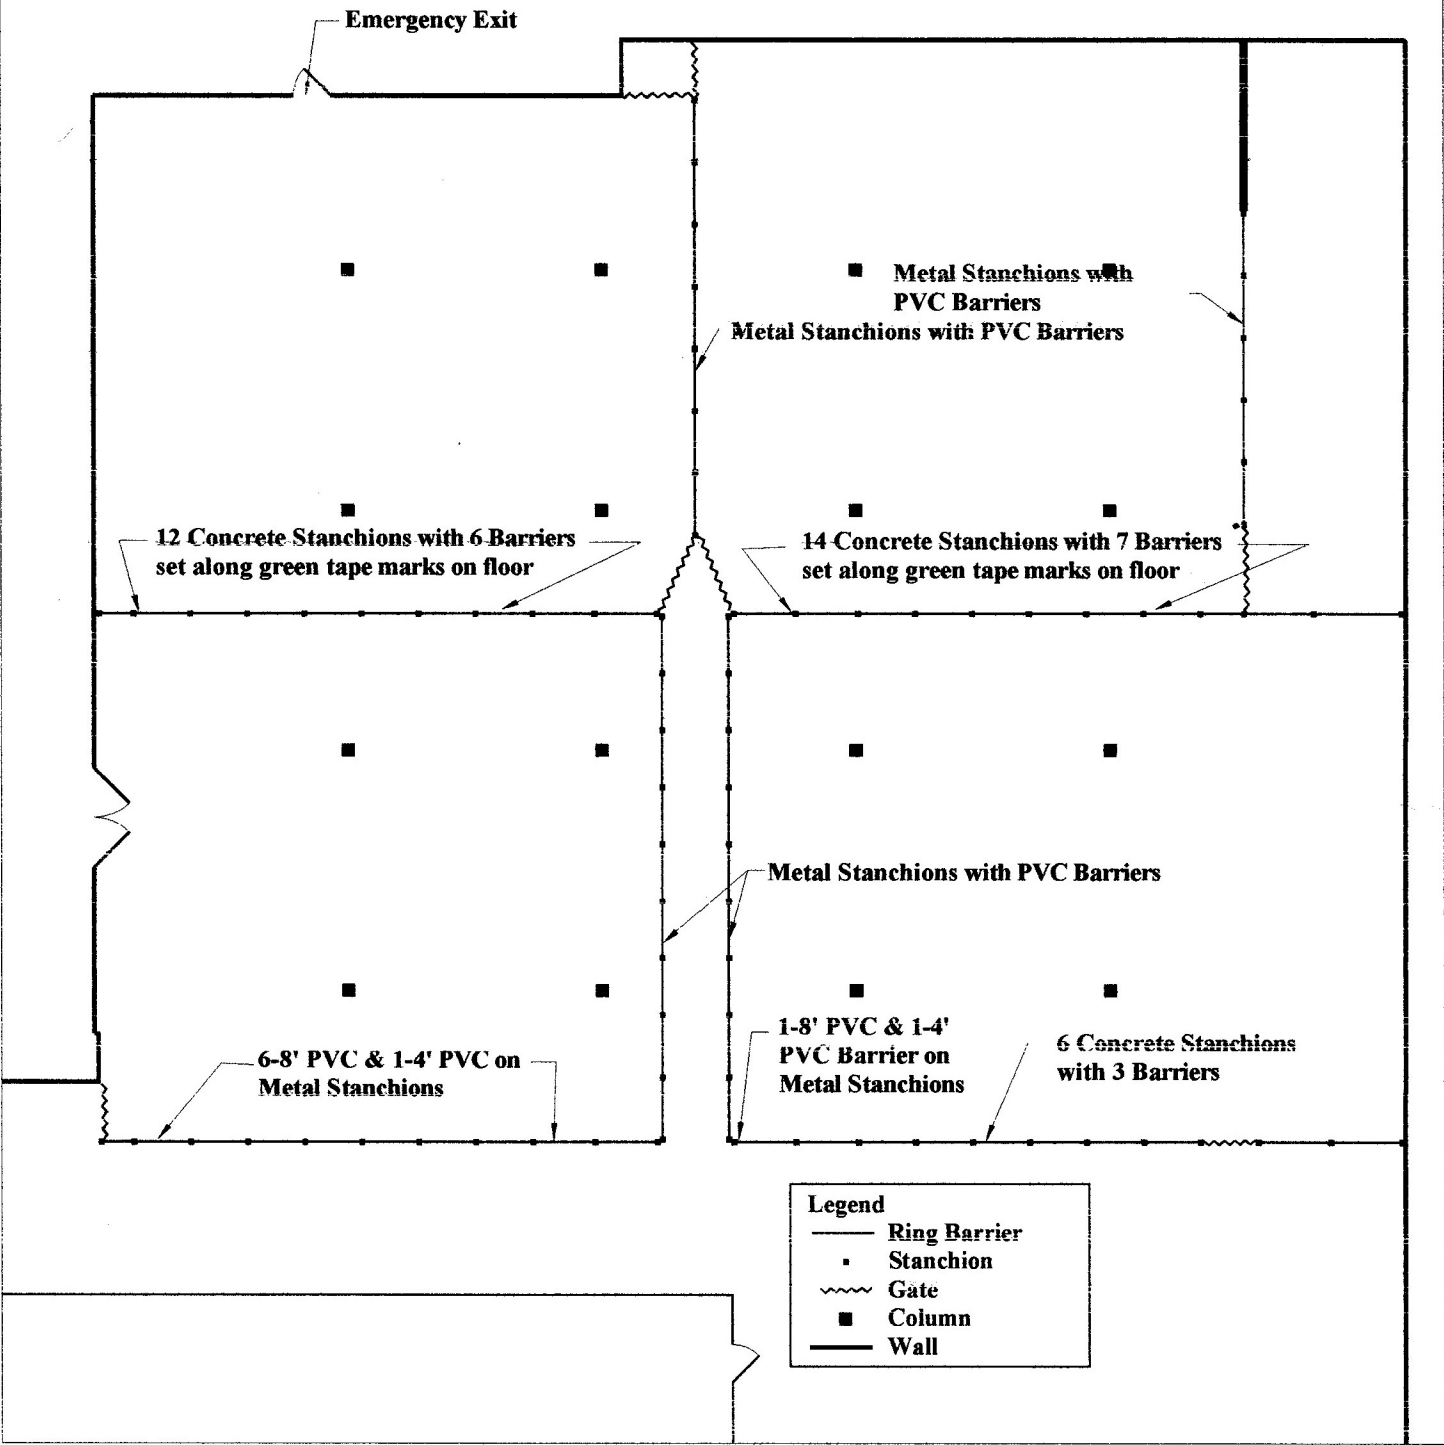 Emergency Exit
Metal Stanchions with
PVC Barriers
Metal Stanchions with PVC Barriers
12 Concrete Stanchions with 6 Barriers
set along green tape marks on floor
14 Concrete Stanchions with 7 Barriers
set along green tape marks on floor
Metal Stanchions with PVC Barriers
6-8' PVC & 1-4' PVC on
Metal Stanchions
1-8' PVC & 1-4'
PVC Barrier on
Metal Stanchions
6 Concrete Stanchions
with 3 Barriers
Legend
Ring Barrier
Stanchion
Gate
Column
Wall